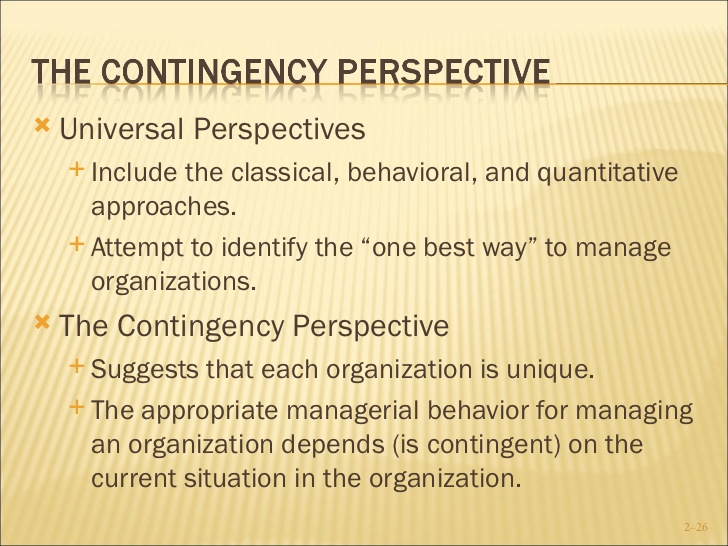 THE CONTINGENCY PERSPECTIVE
Universal Perspectives
Include the classical, behavioral, and quantitative
approaches.
Attempt to identify the “one best way” to manage
organizations.
The Contingency Perspective
Suggests that each organization is unique.
The appropriate managerial behavior for managing
an organization depends (is contingent) on the
current situation in the organization.
2–26